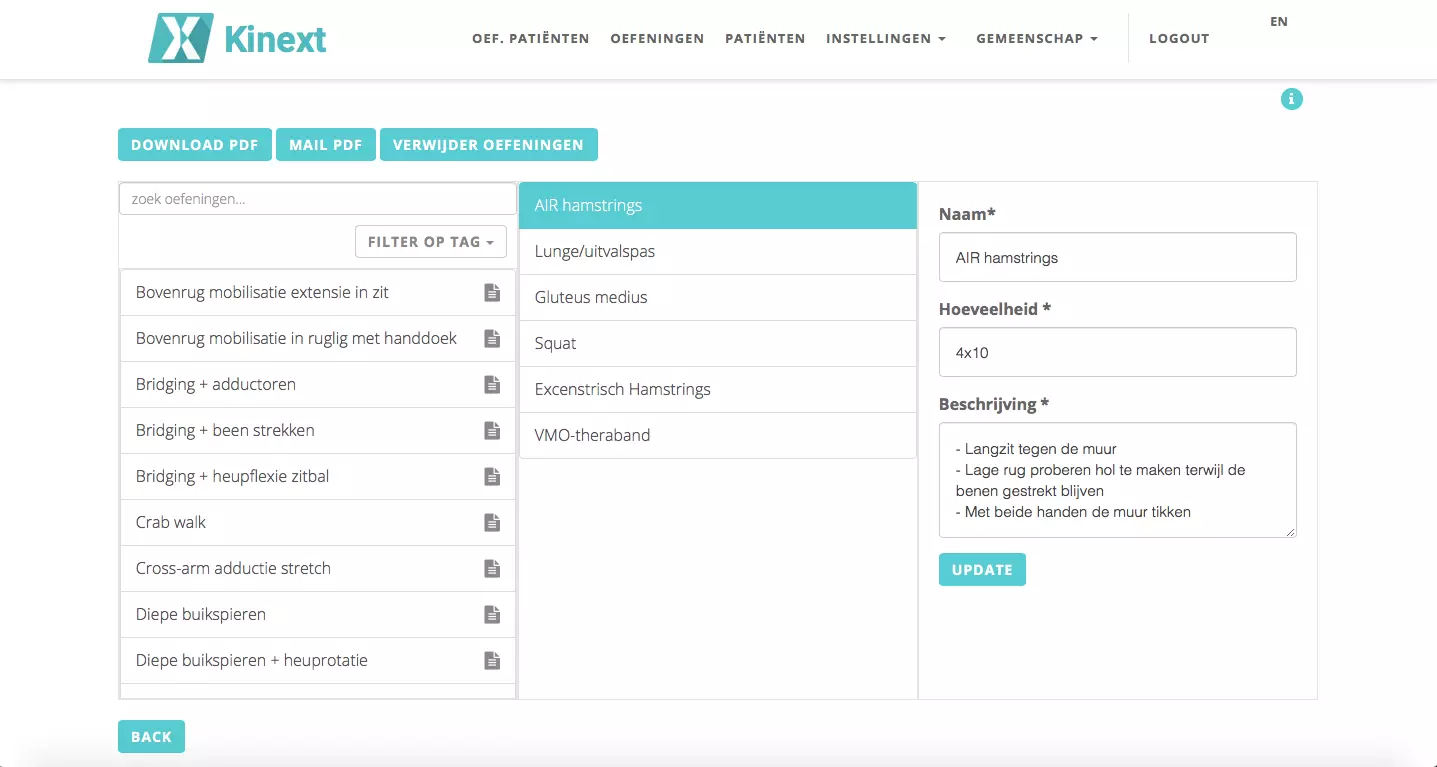 Kinext
OEF. PATIËNTEN
OEFENINGEN
PATIËNTEN
INSTELLINGEN
GEMEENSCHAP
LOGOUT
EN
DOWNLOAD PDF
MAIL PDF
VERWIJDER OEFENINGEN
zoek oefeningen...
FILTER OP TAG
Bovenrug mobilisatie extensie in zit
Bovenrug mobilisatie in ruglig met handdoek
Bridging + adductoren
Bridging + been strekken
Bridging + heupflexie zitbal
Crab walk
Cross-arm adductie stretch
Diepe buikspieren
Diepe buikspieren + heuprotatie
AIR hamstrings
Lunge/uitvalspas
Gluteus medius
Squat
Excenstrisch Hamstrings
VMO-theraband
Naam*
AIR hamstrings
Hoeveelheid *
4x10
Beschrijving *
- Langzit tegen de muur
- Lage rug proberen hol te maken terwijl de
benen gestrekt blijven
- Met beide handen de muur tikken
UPDATE
BACK